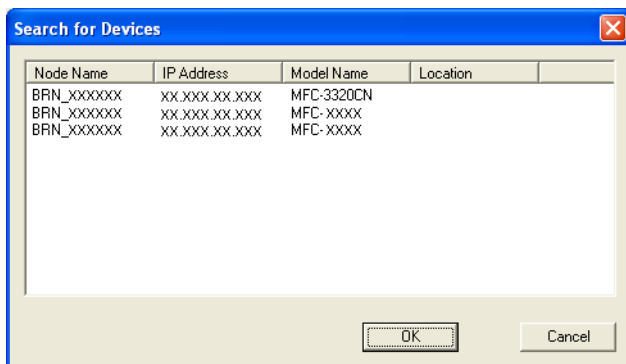 Search for Devices
Node Name IP Address Model Name Location
BRN_XXXXXX XX.XXX.XX.XXX MFC-3320CN
BRN_XXXXXX XX.XXX.XX.XXX MFC-XXXX
BRN_XXXXXX XX.XXX.XX.XXX MFC-XXXX
OK Cancel